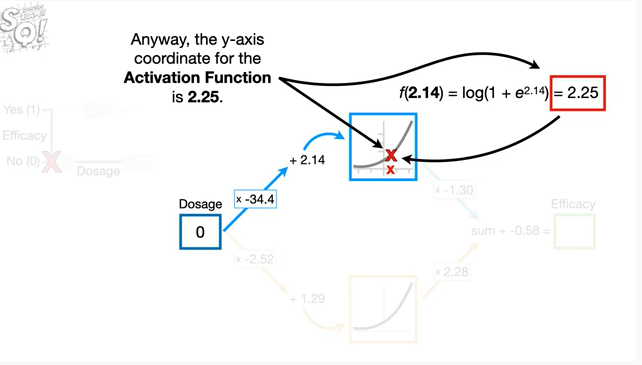 SQ!
Anyway, the y-axis
coordinate for the
Activation Function
is 2.25.
f(2.14) = log(1 + e^2.14) = 2.25
Yes (1)
Efficacy
No (0)
Dosage
+ 2.14
x -34.4
x -1.30
Dosage
0
Efficacy
sum + -0.58 =
x -2.52
x 2.28
+ 1.29